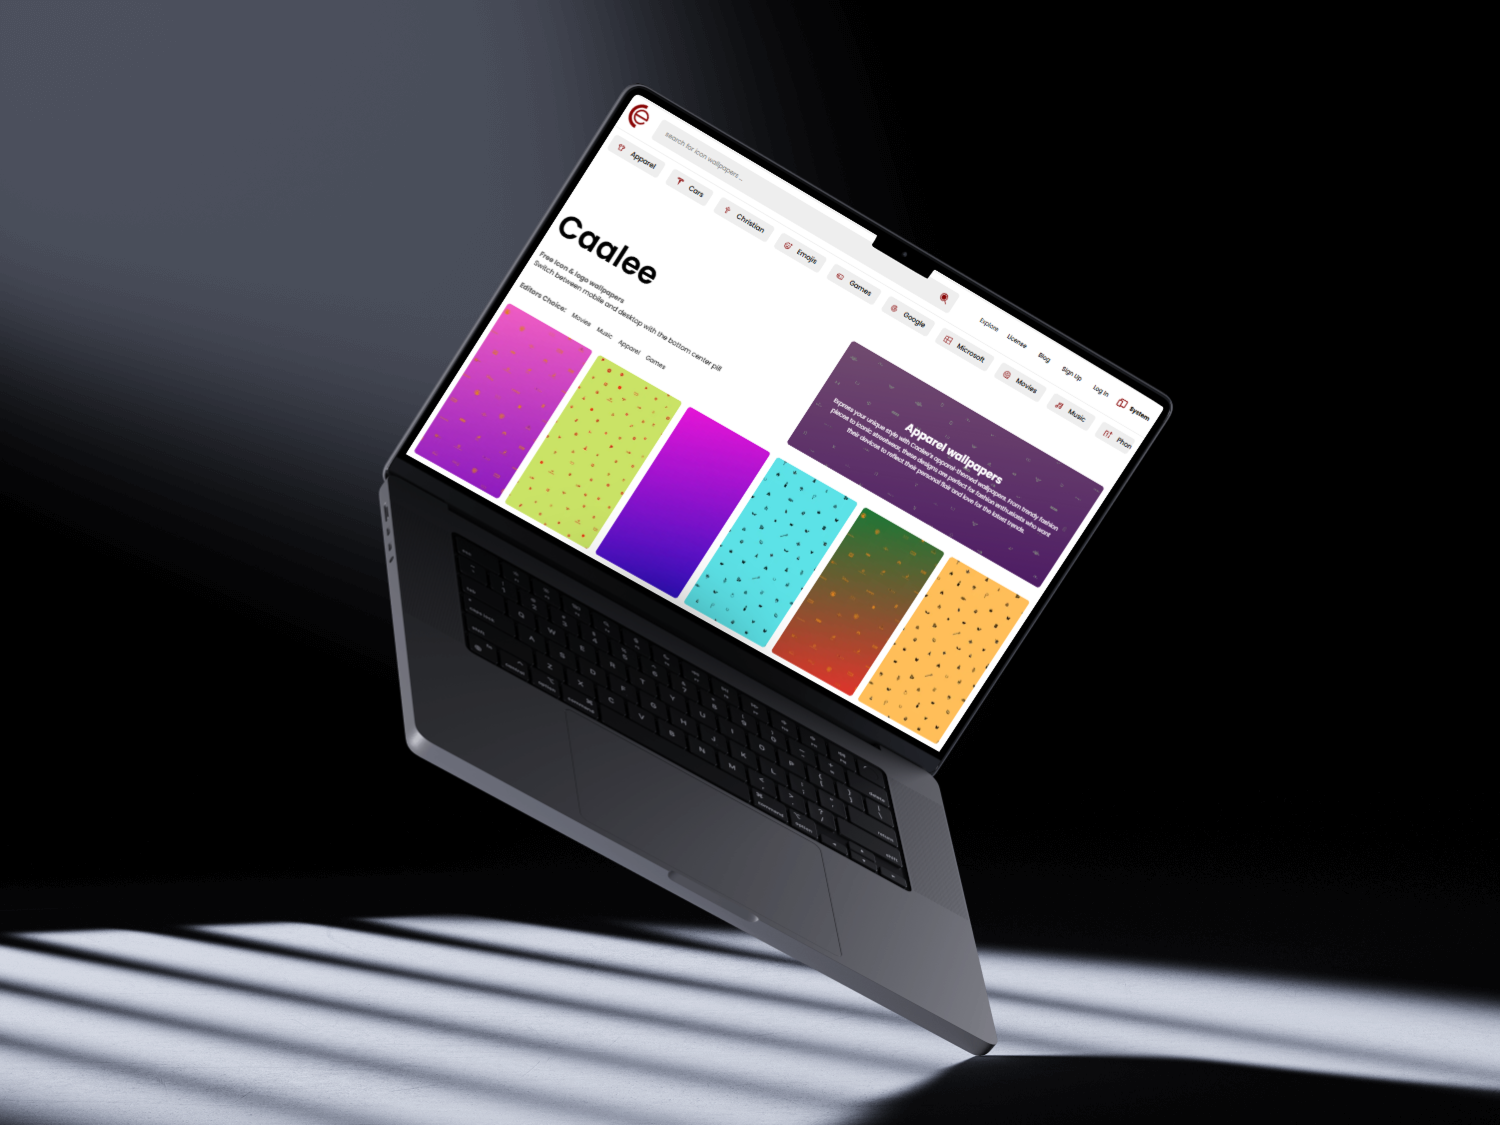 search for icon wallpapers ...
Explore
License
Blog
Sign Up
Log In
System
Apparel
Cars
Christian
Emojis
Games
Google
Microsoft
Movies
Music
Phon
Caalee
Free icon & logo wallpapers
Switch between mobile and desktop with the bottom center pill
Editors Choice: Movies Music Apparel Games
Apparel wallpapers
Express your unique style with Caalee's apparel-themed wallpapers. From trendy fashion
pieces to iconic streetwear, these designs are perfect for fashion enthusiasts who want
their devices to reflect their personal flair and love for the latest trends.
Q W E R T Y U I O P
A S D F G H J K L
Z X C V B N M
command
command
option